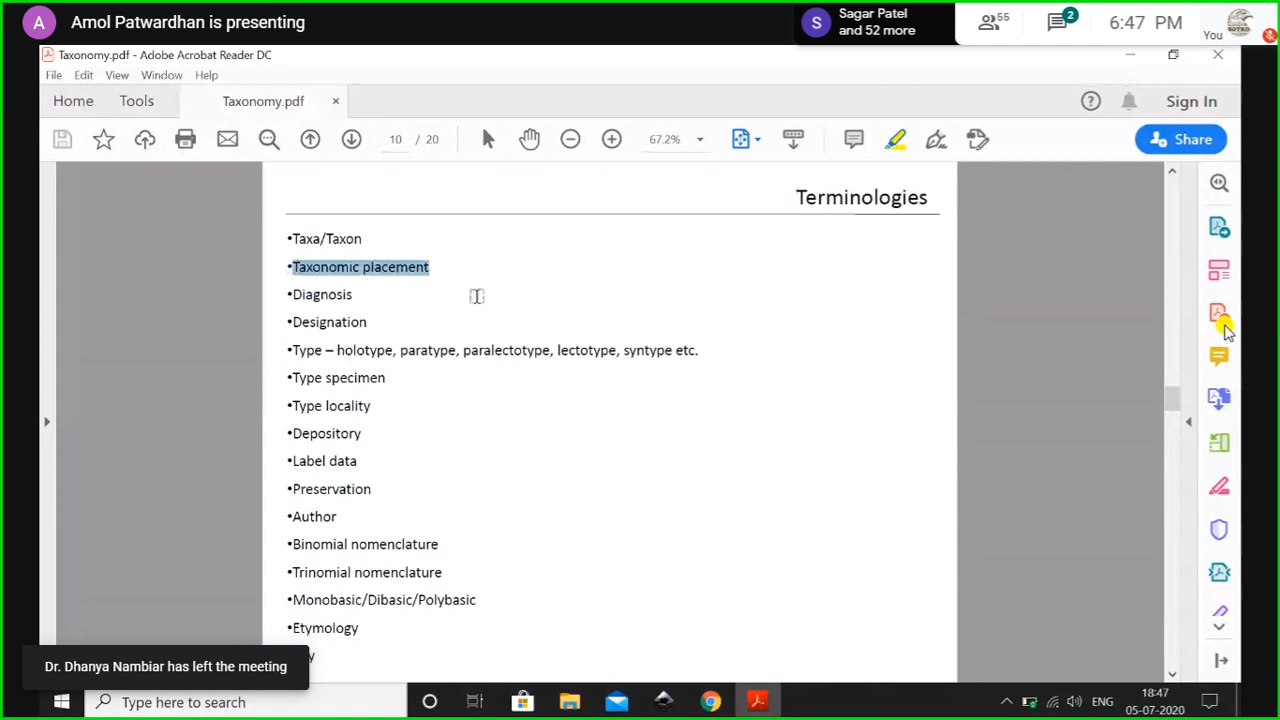 A Amol Patwardhan is presenting
S Sagar Patel and 52 more
55
2
6:47 PM
You
Taxonomy.pdf - Adobe Acrobat Reader DC
File Edit View Window Help
Home Tools Taxonomy.pdf × Sign In
10 / 20 67.2% Share
Terminologies
•Taxa/Taxon
•Taxonomic placement
•Diagnosis
•Designation
•Type – holotype, paratype, paralectotype, lectotype, syntype etc.
•Type specimen
•Type locality
•Depository
•Label data
•Preservation
•Author
•Binomial nomenclature
•Trinomial nomenclature
•Monobasic/Dibasic/Polybasic
•Etymology
Dr. Dhanya Nambiar has left the meeting
Type here to search
ENG
18:47
05-07-2020